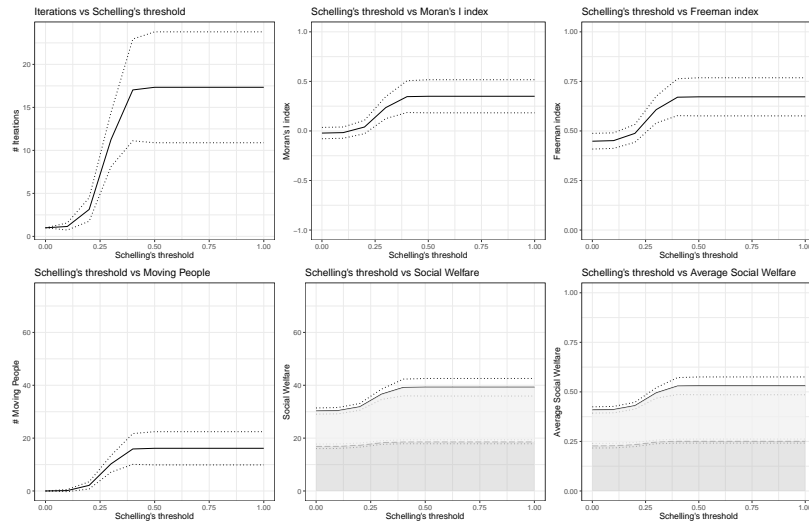 Iterations vs Schelling's threshold
# Iterations
20
15
10
5
0
0.00 0.25 0.50 0.75 1.00
Schelling's threshold
Schelling's threshold vs Moran's I index
Moran's I index
1.0
0.5
0.0
−0.5
−1.0
0.00 0.25 0.50 0.75 1.00
Schelling's threshold
Schelling's threshold vs Freeman index
Freeman index
1.00
0.75
0.50
0.25
0.00
0.00 0.25 0.50 0.75 1.00
Schelling's threshold
Schelling's threshold vs Moving People
# Moving People
60
40
20
0
0.00 0.25 0.50 0.75 1.00
Schelling's threshold
Schelling's threshold vs Social Welfare
Social Welfare
60
40
20
0
0.00 0.25 0.50 0.75 1.00
Schelling's threshold
Schelling's threshold vs Average Social Welfare
Average Social Welfare
1.00
0.75
0.50
0.25
0.00
0.00 0.25 0.50 0.75 1.00
Schelling's threshold